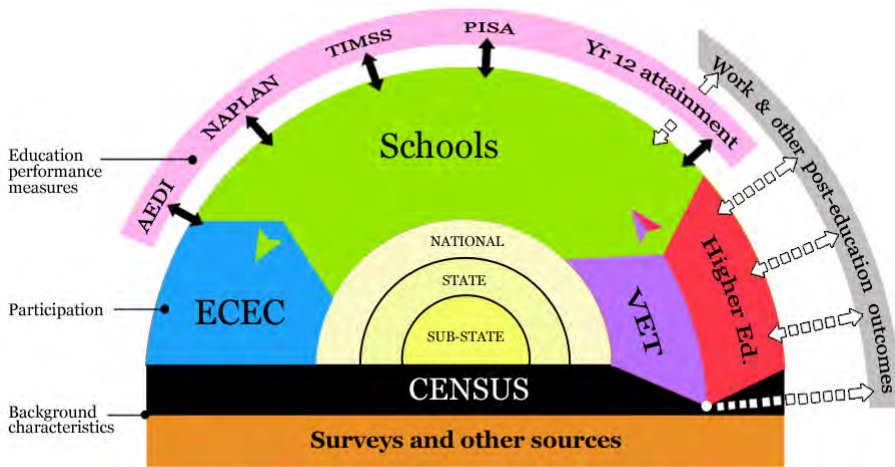 PISA
TIMSS
Yr 12 attainment
NAPLAN
AEDI
Work & other post-education outcomes
Education
performance
measures
Schools
NATIONAL
STATE
SUB-STATE
Participation
ECEC
VET
Higher Ed.
CENSUS
Background
characteristics
Surveys and other sources